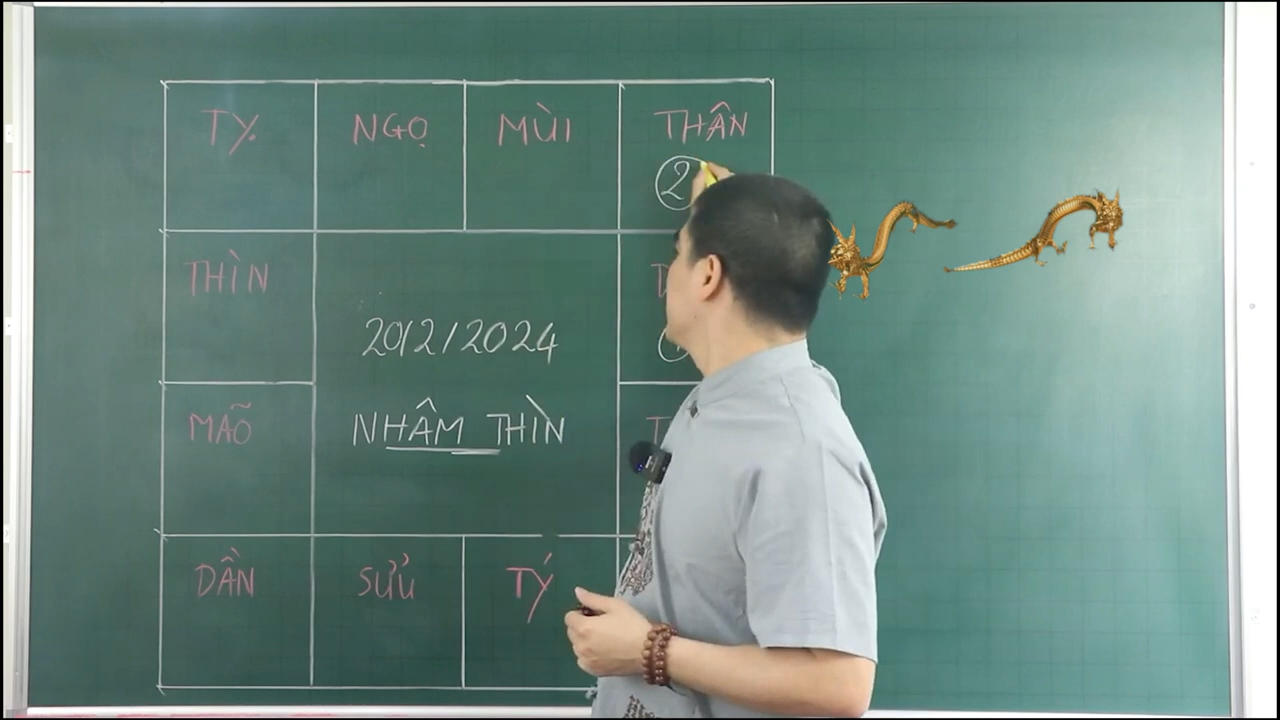 TỴ NGỌ MÙI THÂN
2
THÌN
2012/2024
MÃO NHÂM THÌN
DẦN SỬU TÝ